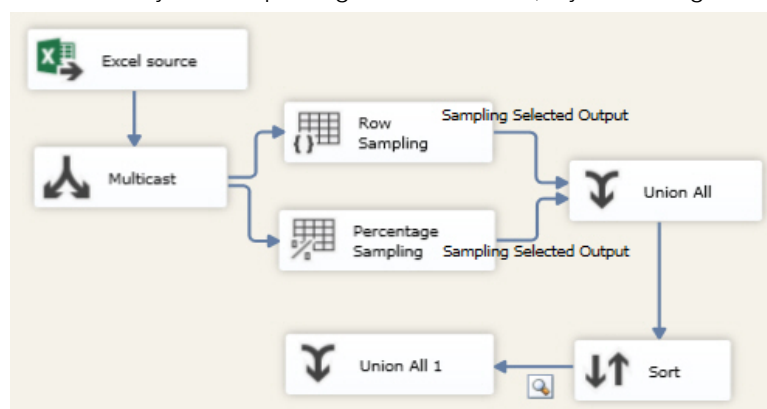 Excel source
Row
Sampling
Sampling Selected Output
Multicast
Union All
Percentage
Sampling
Sampling Selected Output
Union All 1
Sort